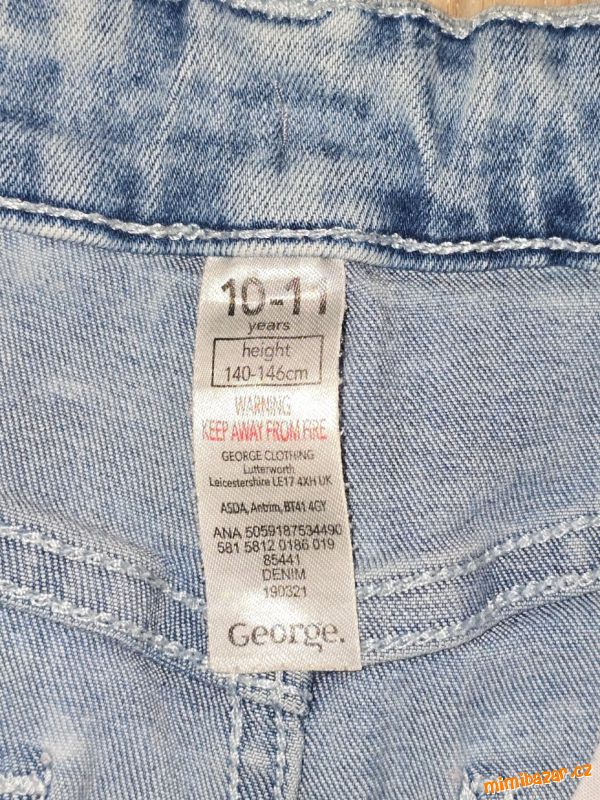 10-11
years
height
140-146cm
WARNING
KEEP AWAY FROM FIRE
GEORGE CLOTHING
Lutterworth
Leicestershire LE17 4XH UK
ASDA, Antrim, BT41 4GY
ANA 5059187534490
581 5812 0186 019
85441
DENIM
190321
George.
mimibazar.cz